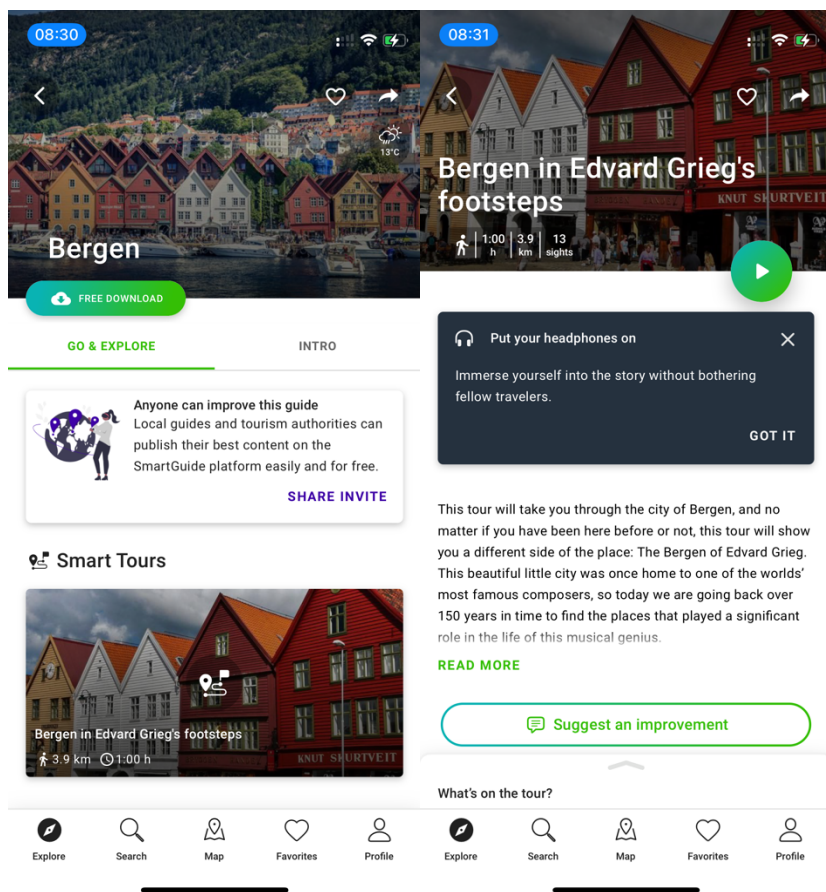 08:30
13°C
Bergen
FREE DOWNLOAD
GO & EXPLORE
INTRO
Anyone can improve this guide
Local guides and tourism authorities can
publish their best content on the
SmartGuide platform easily and for free.
SHARE INVITE
Smart Tours
KNUT SKURTVEIT
Bergen in Edvard Grieg's footsteps
3.9 km 1:00 h
Explore
Search
Map
Favorites
Profile
08:31
Bergen in Edvard Grieg's
footsteps
KNUT SKURTVEIT
1:00 h
3.9 km
13 sights
Put your headphones on
Immerse yourself into the story without bothering
fellow travelers.
GOT IT
This tour will take you through the city of Bergen, and no
matter if you have been here before or not, this tour will show
you a different side of the place: The Bergen of Edvard Grieg.
This beautiful little city was once home to one of the worlds'
most famous composers, so today we are going back over
150 years in time to find the places that played a significant
role in the life of this musical genius.
READ MORE
Suggest an improvement
What's on the tour?
Explore
Search
Map
Favorites
Profile